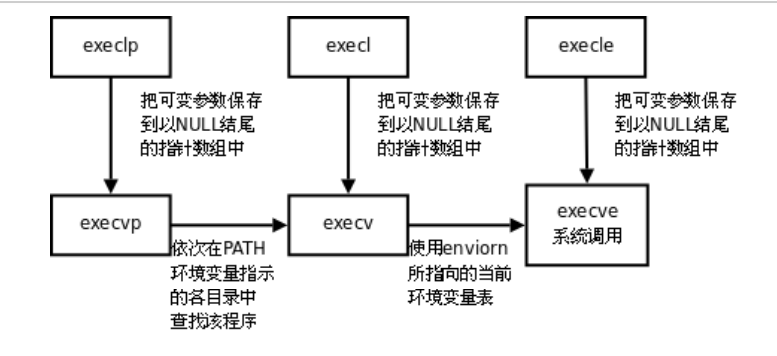 execlp
execl
execle
把可变参数保存
到以NULL结尾
的指针数组中
把可变参数保存
到以NULL结尾
的指针数组中
把可变参数保存
到以NULL结尾
的指针数组中
execvp
execv
execve
系统调用
依次在PATH
环境变量指示
的各目录中
查找该程序
使用enviorn
所指向的当前
环境变量表